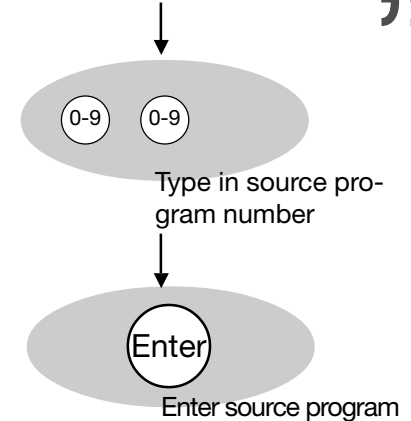 0-9 0-9
Type in source pro-
gram number
Enter
Enter source program